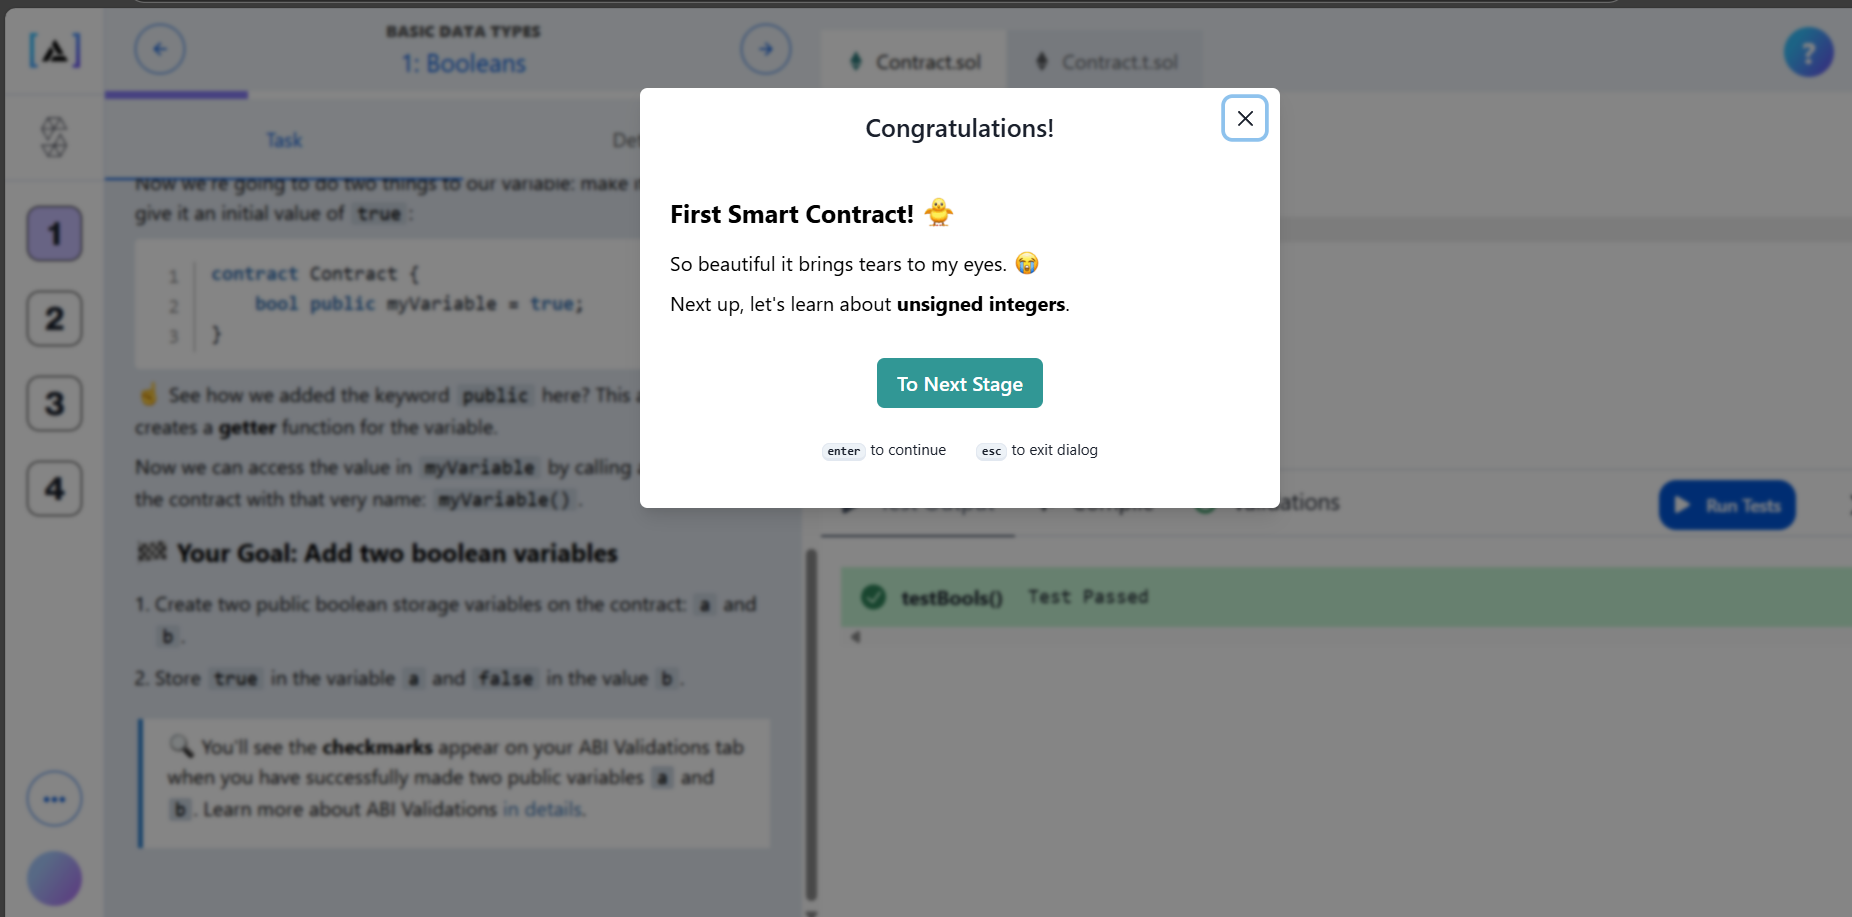 BASIC DATA TYPES
1: Booleans
Contract.sol
Contract.t.sol
?
Task
Now we're going to do two things to our variable: make
give it an initial value of true :
1 contract Contract {
2 bool public myVariable = true;
3 }
☝ See how we added the keyword public here? This
creates a getter function for the variable.
Now we can access the value in myVariable by calling
the contract with that very name: myVariable() .
🏁 Your Goal: Add two boolean variables
1. Create two public boolean storage variables on the contract: a and
b .
2. Store true in the variable a and false in the value b .
🔍 You'll see the checkmarks appear on your ABI Validations tab
when you have successfully made two public variables a and
b . Learn more about ABI Validations in details.
1
2
3
4
Congratulations!
First Smart Contract! 🐥
So beautiful it brings tears to my eyes. 😭
Next up, let's learn about unsigned integers.
To Next Stage
enter to continue
esc to exit dialog
Run Tests
testBools() Test Passed